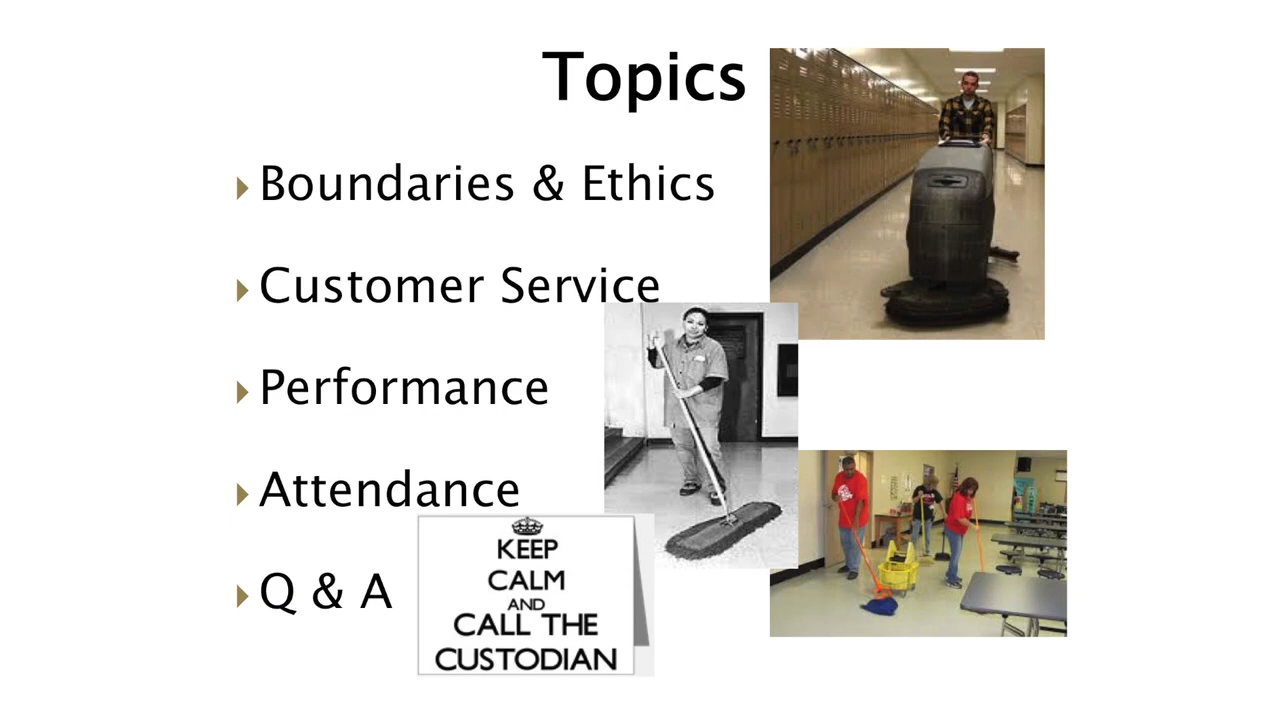 Topics
Boundaries & Ethics
Customer Service
Performance
Attendance
Q & A
KEEP
CALM
AND
CALL THE
CUSTODIAN